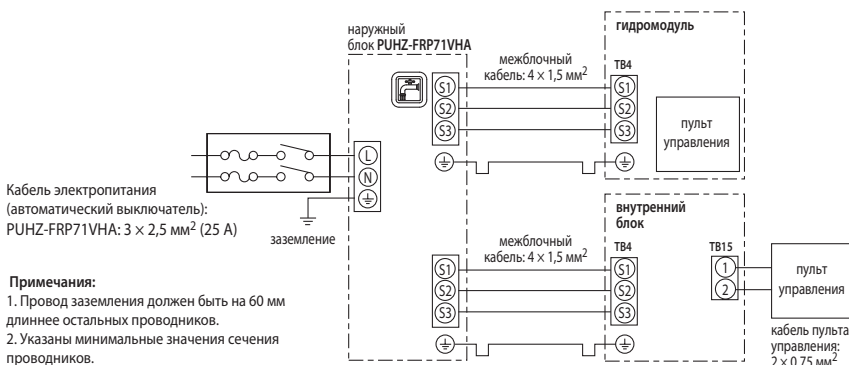 наружный
блок PUHZ-FRP71VHA
межблочный
кабель: 4 × 1,5 мм²
гидромодуль
TB4
S1
S2
S3
S1
S2
S3
пульт
управления
L
N
заземление
Кабель электропитания
(автоматический выключатель):
PUHZ-FRP71VHA: 3 × 2,5 мм² (25 А)
межблочный
кабель: 4 × 1,5 мм²
внутренний
блок
TB4
TB15
S1
S2
S3
S1
S2
S3
1
2
пульт
управления
кабель пульта
управления:
2 × 0,75 мм²
Примечания:
1. Провод заземления должен быть на 60 мм
длиннее остальных проводников.
2. Указаны минимальные значения сечения
проводников.